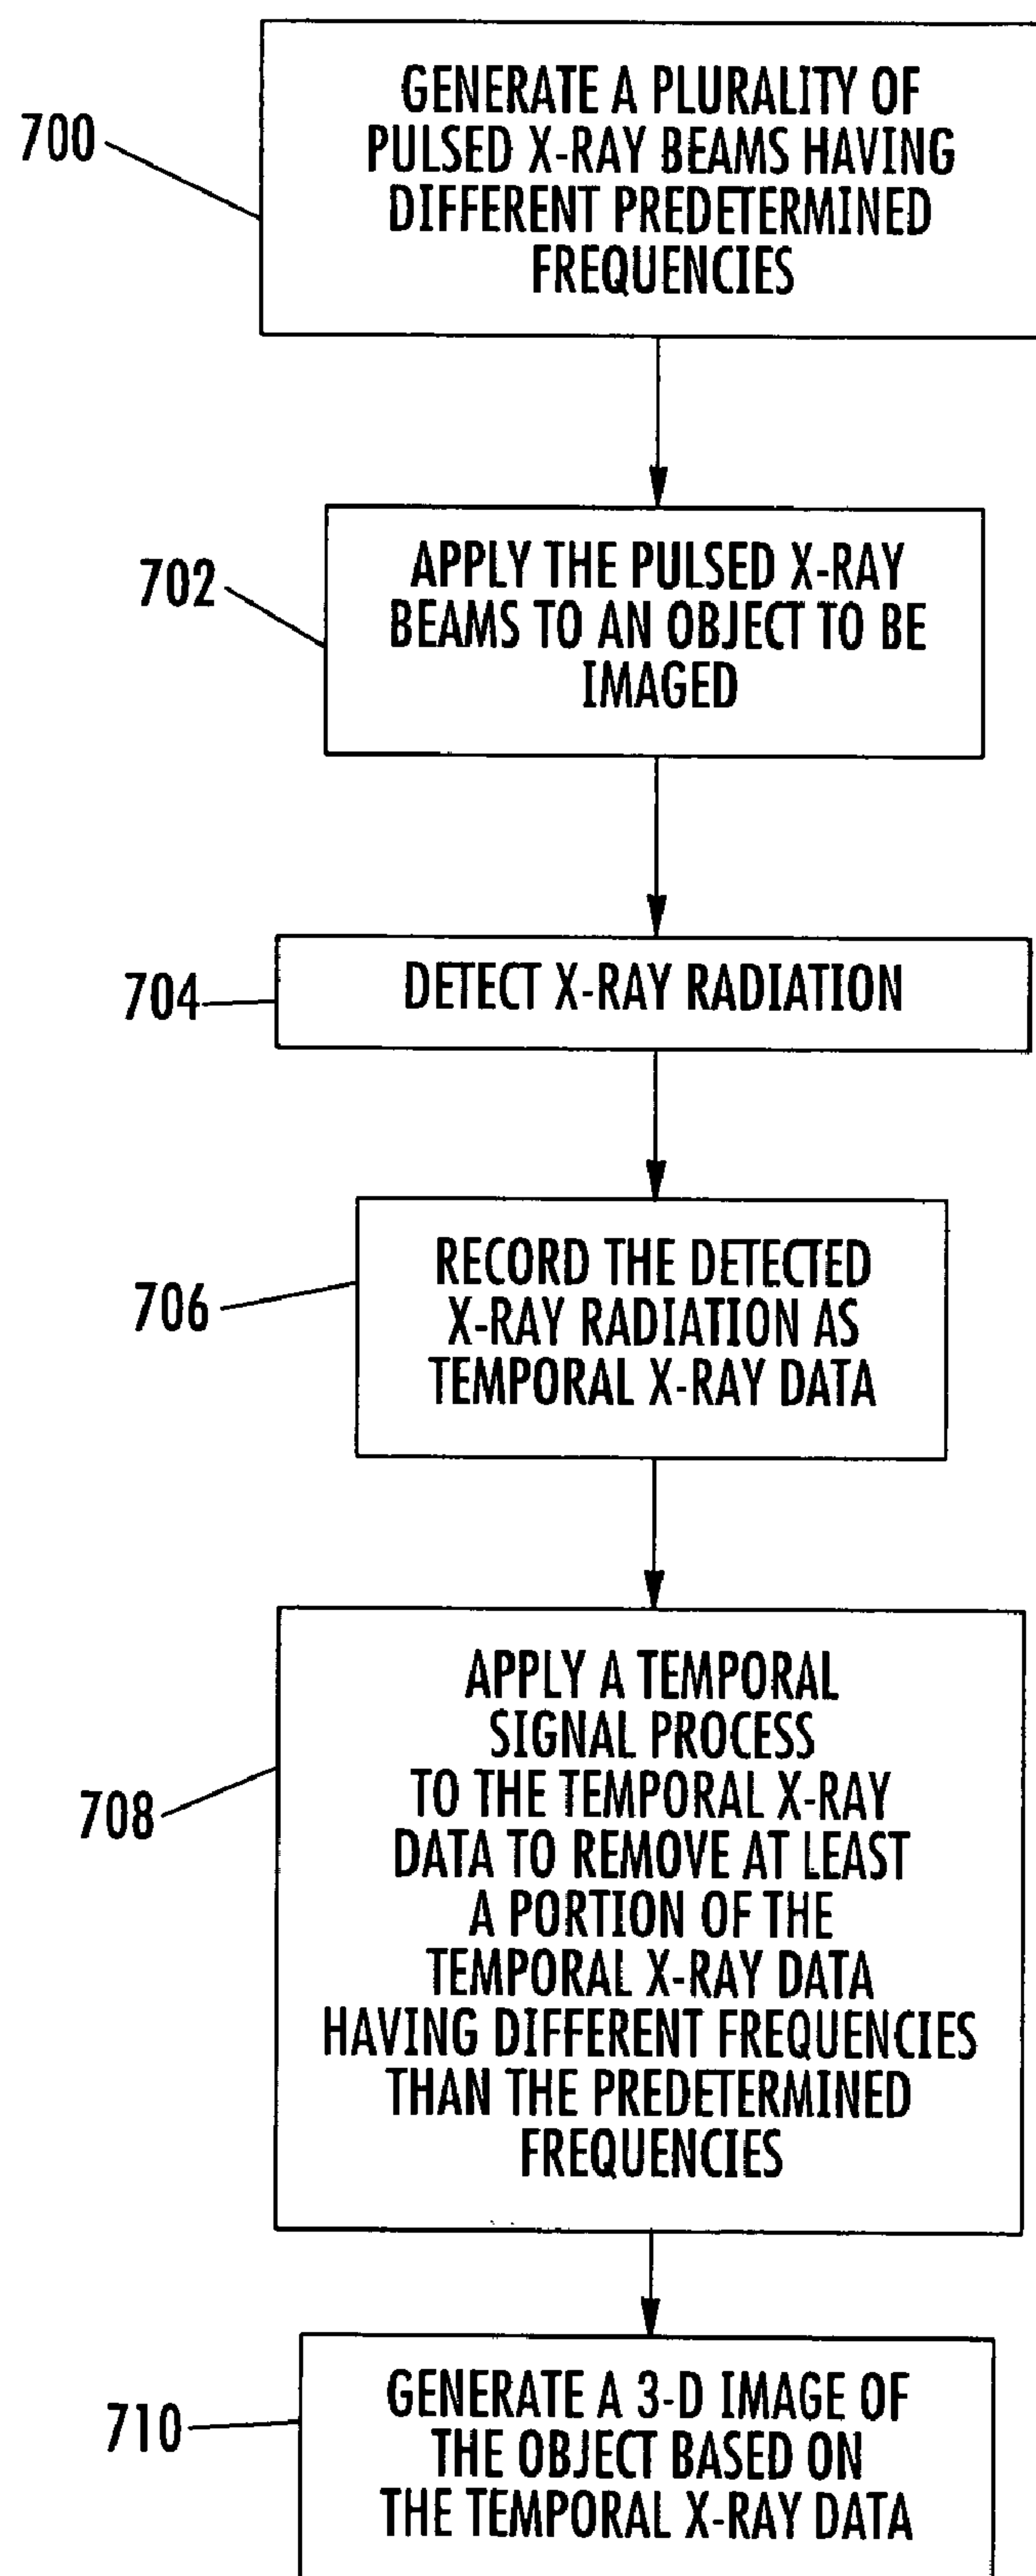 700
GENERATE A PLURALITY OF
PULSED X-RAY BEAMS HAVING
DIFFERENT PREDETERMINED
FREQUENCIES
702
APPLY THE PULSED X-RAY
BEAMS TO AN OBJECT TO BE
IMAGED
704
DETECT X-RAY RADIATION
706
RECORD THE DETECTED
X-RAY RADIATION AS
TEMPORAL X-RAY DATA
708
APPLY A TEMPORAL
SIGNAL PROCESS
TO THE TEMPORAL X-RAY
DATA TO REMOVE AT LEAST
A PORTION OF THE
TEMPORAL X-RAY DATA
HAVING DIFFERENT FREQUENCIES
THAN THE PREDETERMINED
FREQUENCIES
710
GENERATE A 3-D IMAGE OF
THE OBJECT BASED ON
THE TEMPORAL X-RAY DATA